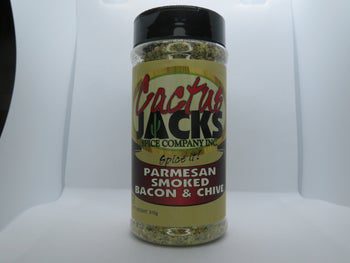 Cactus
JACKS
SPICE COMPANY INC.
Spice it!
PARMESAN
SMOKED
BACON & CHIVE